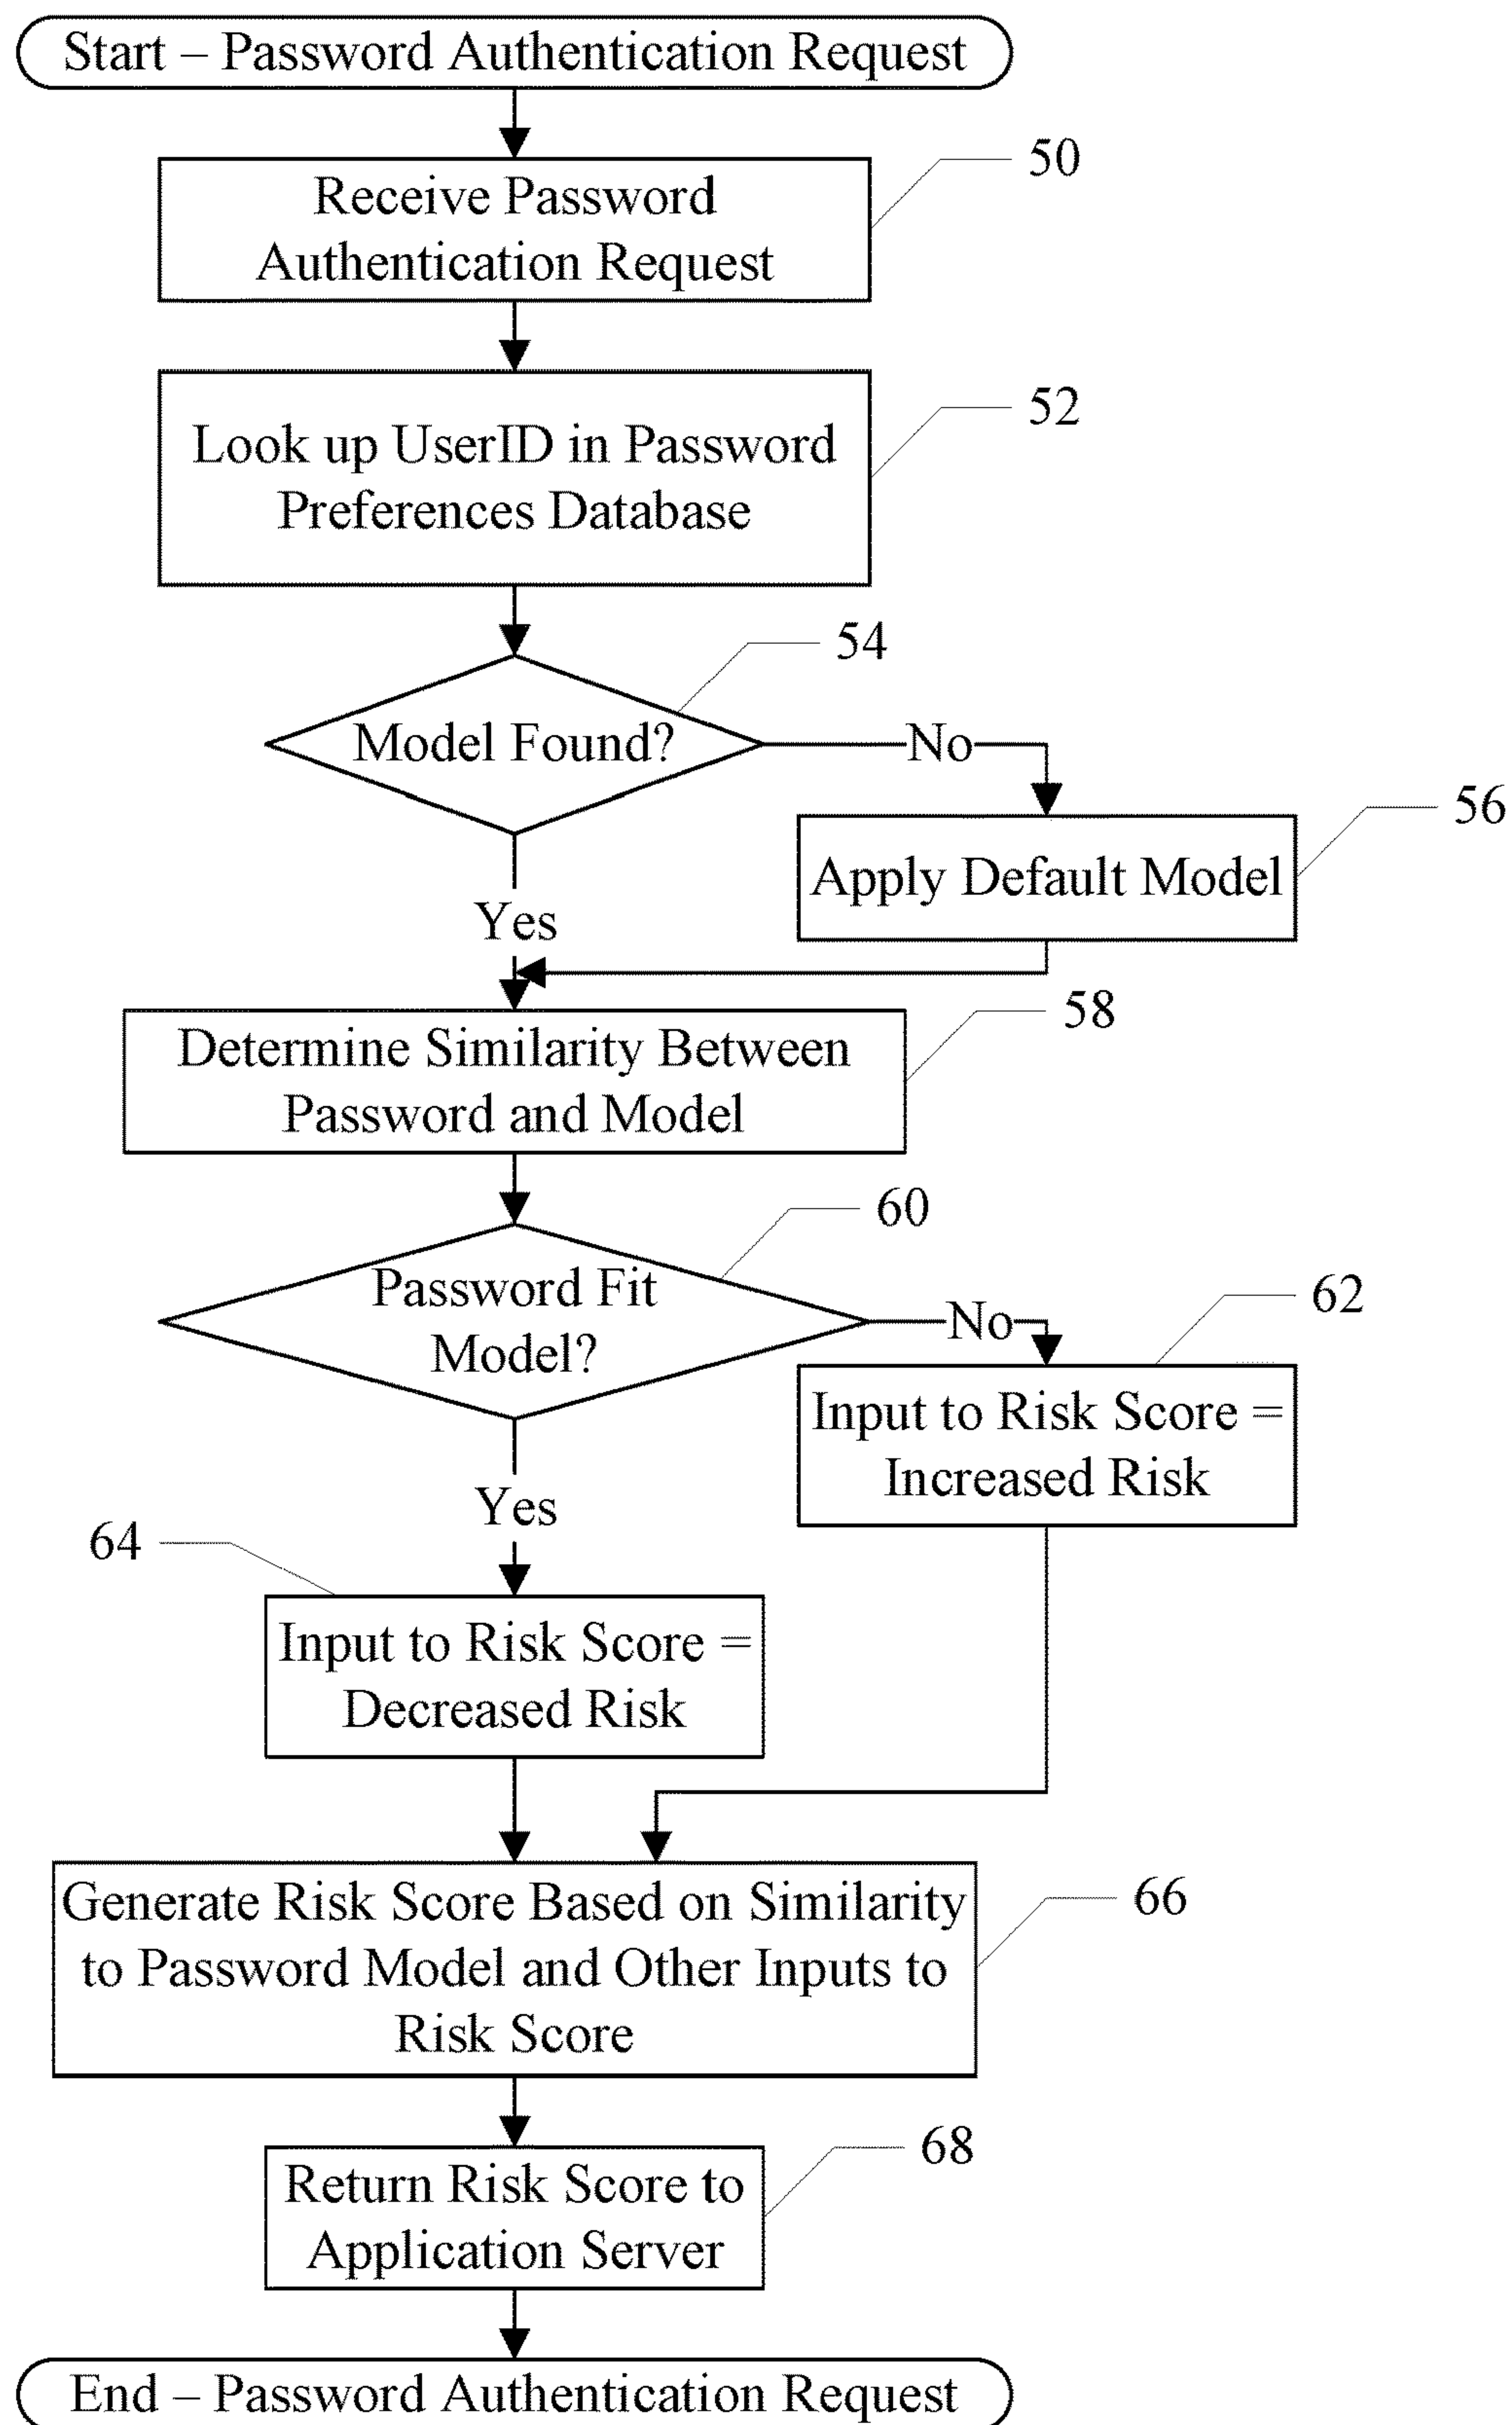 Start – Password Authentication Request
50
Receive Password
Authentication Request
52
Look up UserID in Password
Preferences Database
54
Model Found?
No
56
Apply Default Model
Yes
58
Determine Similarity Between
Password and Model
60
Password Fit
Model?
No
62
Input to Risk Score =
Increased Risk
Yes
64
Input to Risk Score =
Decreased Risk
66
Generate Risk Score Based on Similarity
to Password Model and Other Inputs to
Risk Score
68
Return Risk Score to
Application Server
End – Password Authentication Request